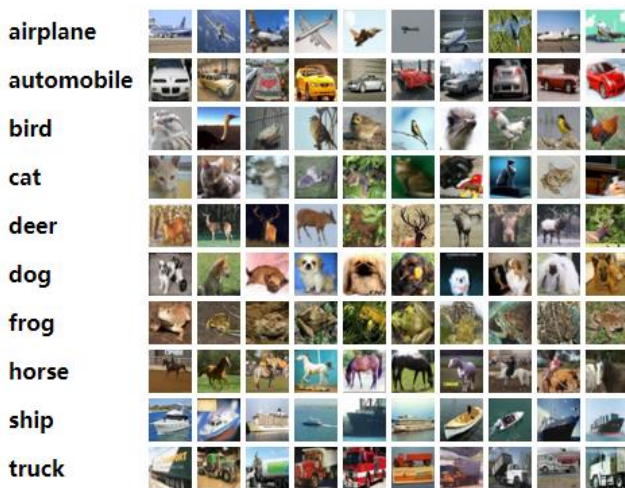 airplane
automobile
bird
cat
deer
dog
frog
horse
ship
truck